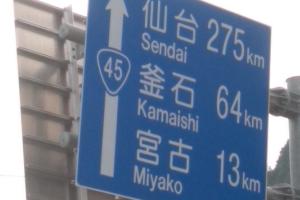 仙台 275km
Sendai
45
釜石 64km
Kamaishi
宮古 13km
Miyako